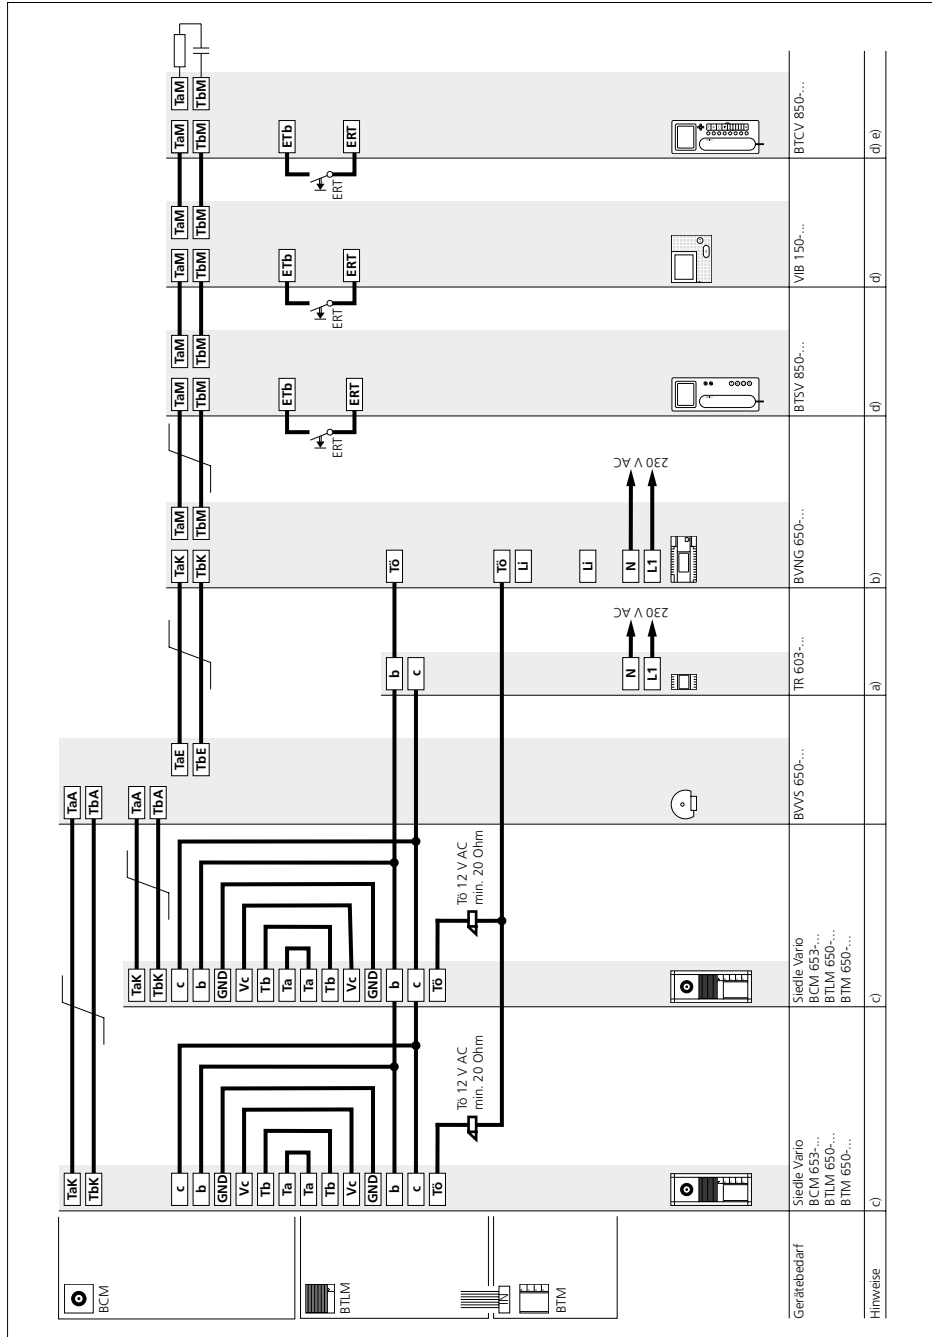 BCM
BTLM
IN
BTM
Gerätebedarf
Hinweise
TaK
TbK
c
b
GND
Vc
Tb
Ta
Ta
Tb
Vc
GND
b
c
Tö
Tö 12 V AC
min. 20 Ohm
Siedle Vario
BCM 653-...
BTLM 650-...
BTM 650-...
c)
TaK
TbK
c
b
GND
Vc
Tb
Ta
Ta
Tb
Vc
GND
b
c
Tö
Tö 12 V AC
min. 20 Ohm
Siedle Vario
BCM 653-...
BTLM 650-...
BTM 650-...
c)
TaA
TbA
TaA
TbA
TaE
TbE
BVVS 650-...
b
c
N
L1
230 V AC
TR 603-...
a)
TaK TaM
TbK TbM
Tö
Tö
Li
Li
N
L1
230 V AC
BVNG 650-...
b)
TaM TaM
TbM TbM
ETb
ERT
ERT
BTSV 850-...
d)
TaM TaM
TbM TbM
ETb
ERT
ERT
VIB 150-...
d)
TaM TaM
TbM TbM
ETb
ERT
ERT
BTCV 850-...
d) e)